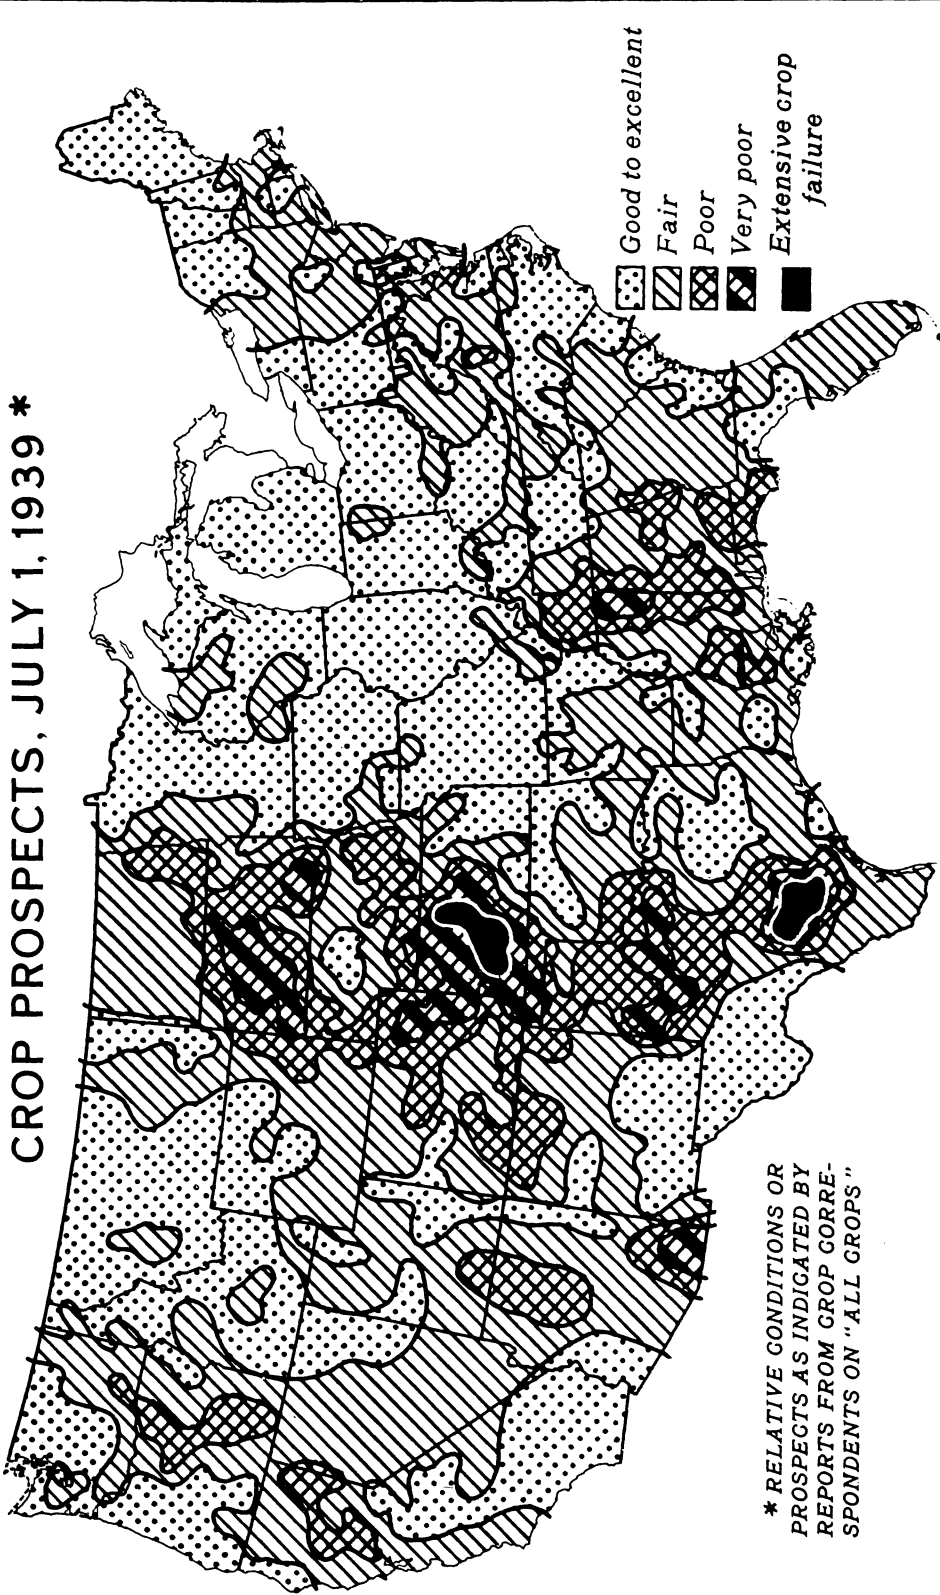 CROP PROSPECTS, JULY 1, 1939 *
Good to excellent
Fair
Poor
Very poor
Extensive crop
failure
* RELATIVE CONDITIONS OR
PROSPECTS AS INDIGATED BY
REPORTS FROM GROP GORRE-
SPONDENTS ON "ALL GROPS"